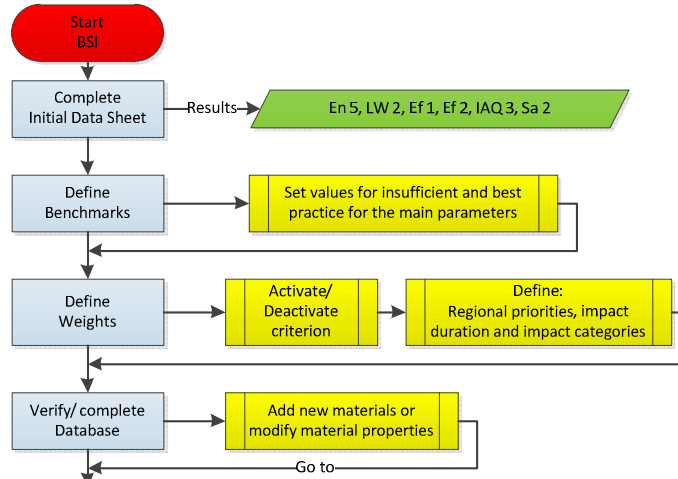 Start
BSI
Complete
Initial Data Sheet
Results
En 5, LW 2, Ef 1, Ef 2, IAQ 3, Sa 2
Define
Benchmarks
Set values for insufficient and best
practice for the main parameters
Define
Weights
Activate/
Deactivate
criterion
Define:
Regional priorities, impact
duration and impact categories
Verify/ complete
Database
Add new materials or
modify material properties
Go to